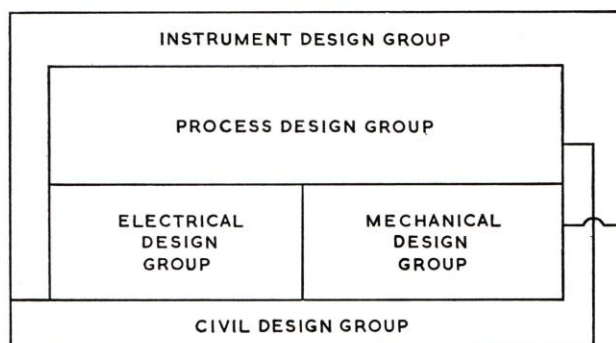 INSTRUMENT DESIGN GROUP
PROCESS DESIGN GROUP
ELECTRICAL
DESIGN
GROUP
MECHANICAL
DESIGN
GROUP
CIVIL DESIGN GROUP